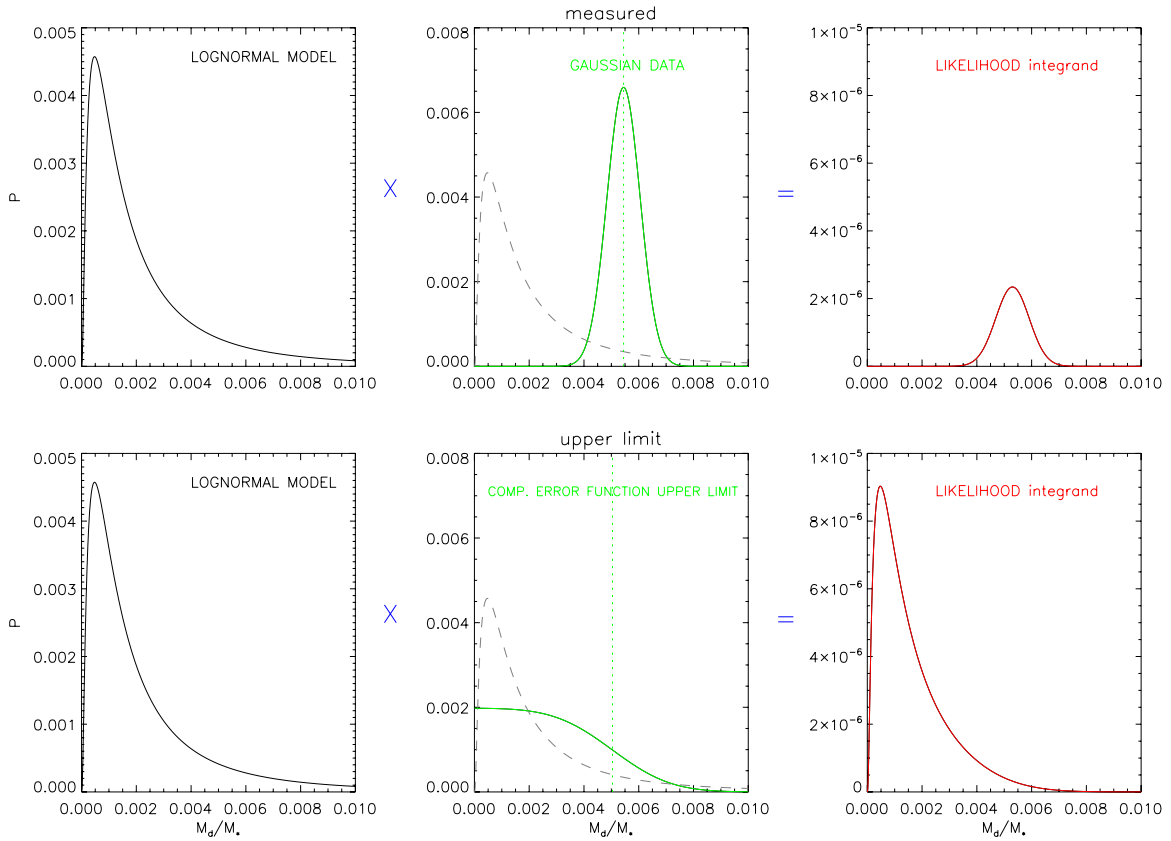 measured
LOGNORMAL MODEL
GAUSSIAN DATA
LIKELIHOOD integrand
P
0.005
0.004
0.003
0.002
0.001
0.000
0.000 0.002 0.004 0.006 0.008 0.010
X
0.008
0.006
0.004
0.002
0.000
0.000 0.002 0.004 0.006 0.008 0.010
=
1×10⁻⁵
8×10⁻⁶
6×10⁻⁶
4×10⁻⁶
2×10⁻⁶
0
0.000 0.002 0.004 0.006 0.008 0.010
upper limit
LOGNORMAL MODEL
COMP. ERROR FUNCTION UPPER LIMIT
LIKELIHOOD integrand
P
0.005
0.004
0.003
0.002
0.001
0.000
0.000 0.002 0.004 0.006 0.008 0.010
M_d/M_*
X
0.008
0.006
0.004
0.002
0.000
0.000 0.002 0.004 0.006 0.008 0.010
M_d/M_*
=
1×10⁻⁵
8×10⁻⁶
6×10⁻⁶
4×10⁻⁶
2×10⁻⁶
0
0.000 0.002 0.004 0.006 0.008 0.010
M_d/M_*